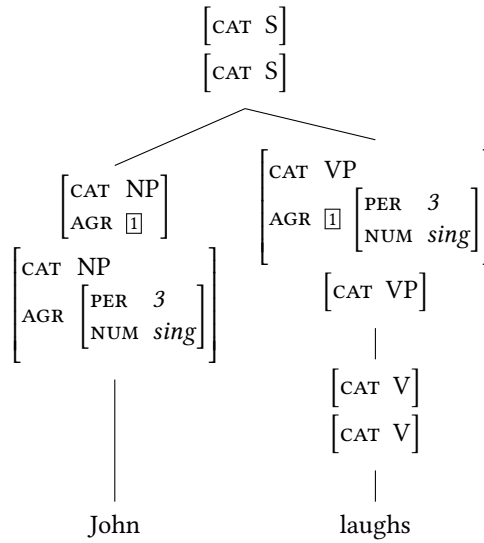 [CAT S]
[CAT S]
[CAT NP
AGR 1]
[CAT VP
AGR 1 [PER 3
NUM sing]]
[CAT NP
AGR [PER 3
NUM sing]]
[CAT VP]
[CAT V]
[CAT V]
John
laughs